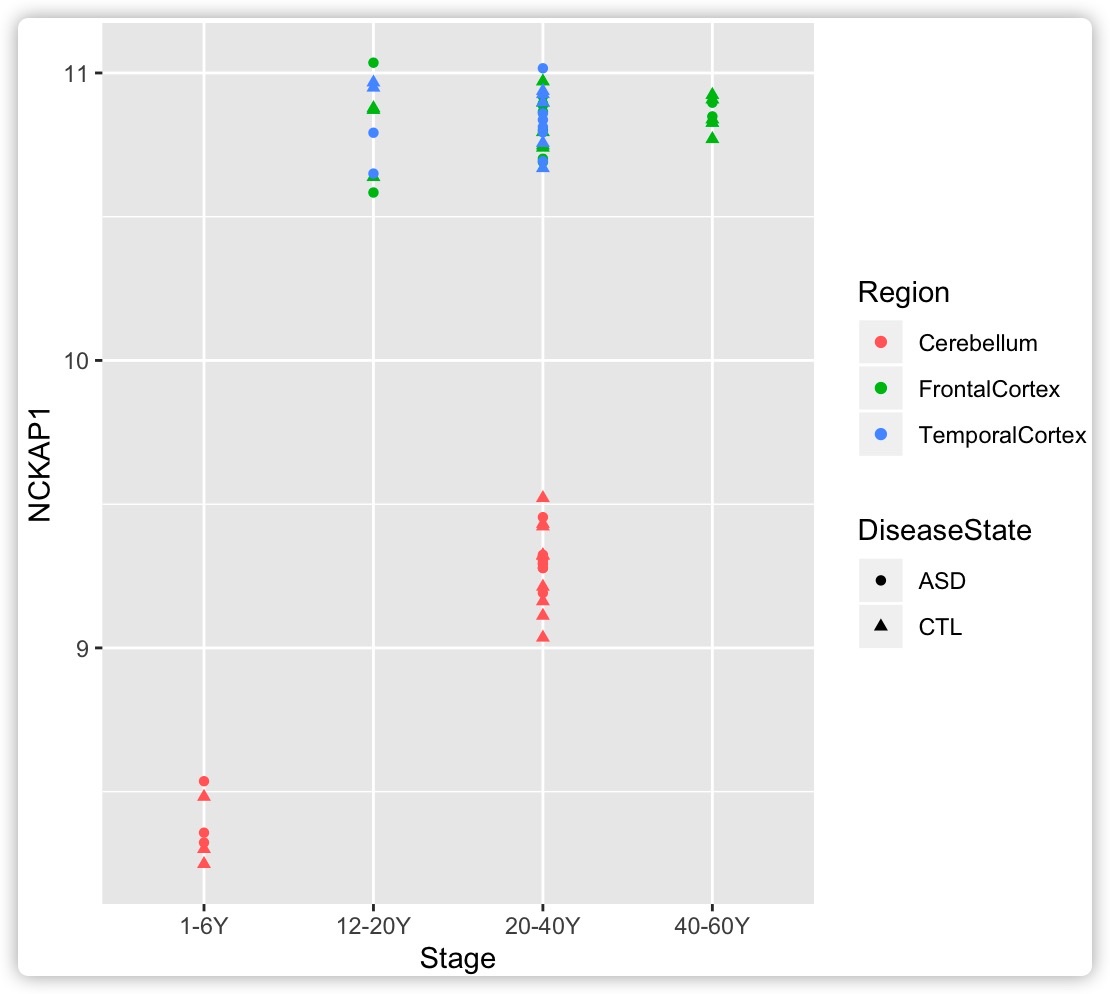 NCKAP1
11
10
9
1-6Y 12-20Y 20-40Y 40-60Y
Stage
Region
Cerebellum
FrontalCortex
TemporalCortex
DiseaseState
ASD
CTL